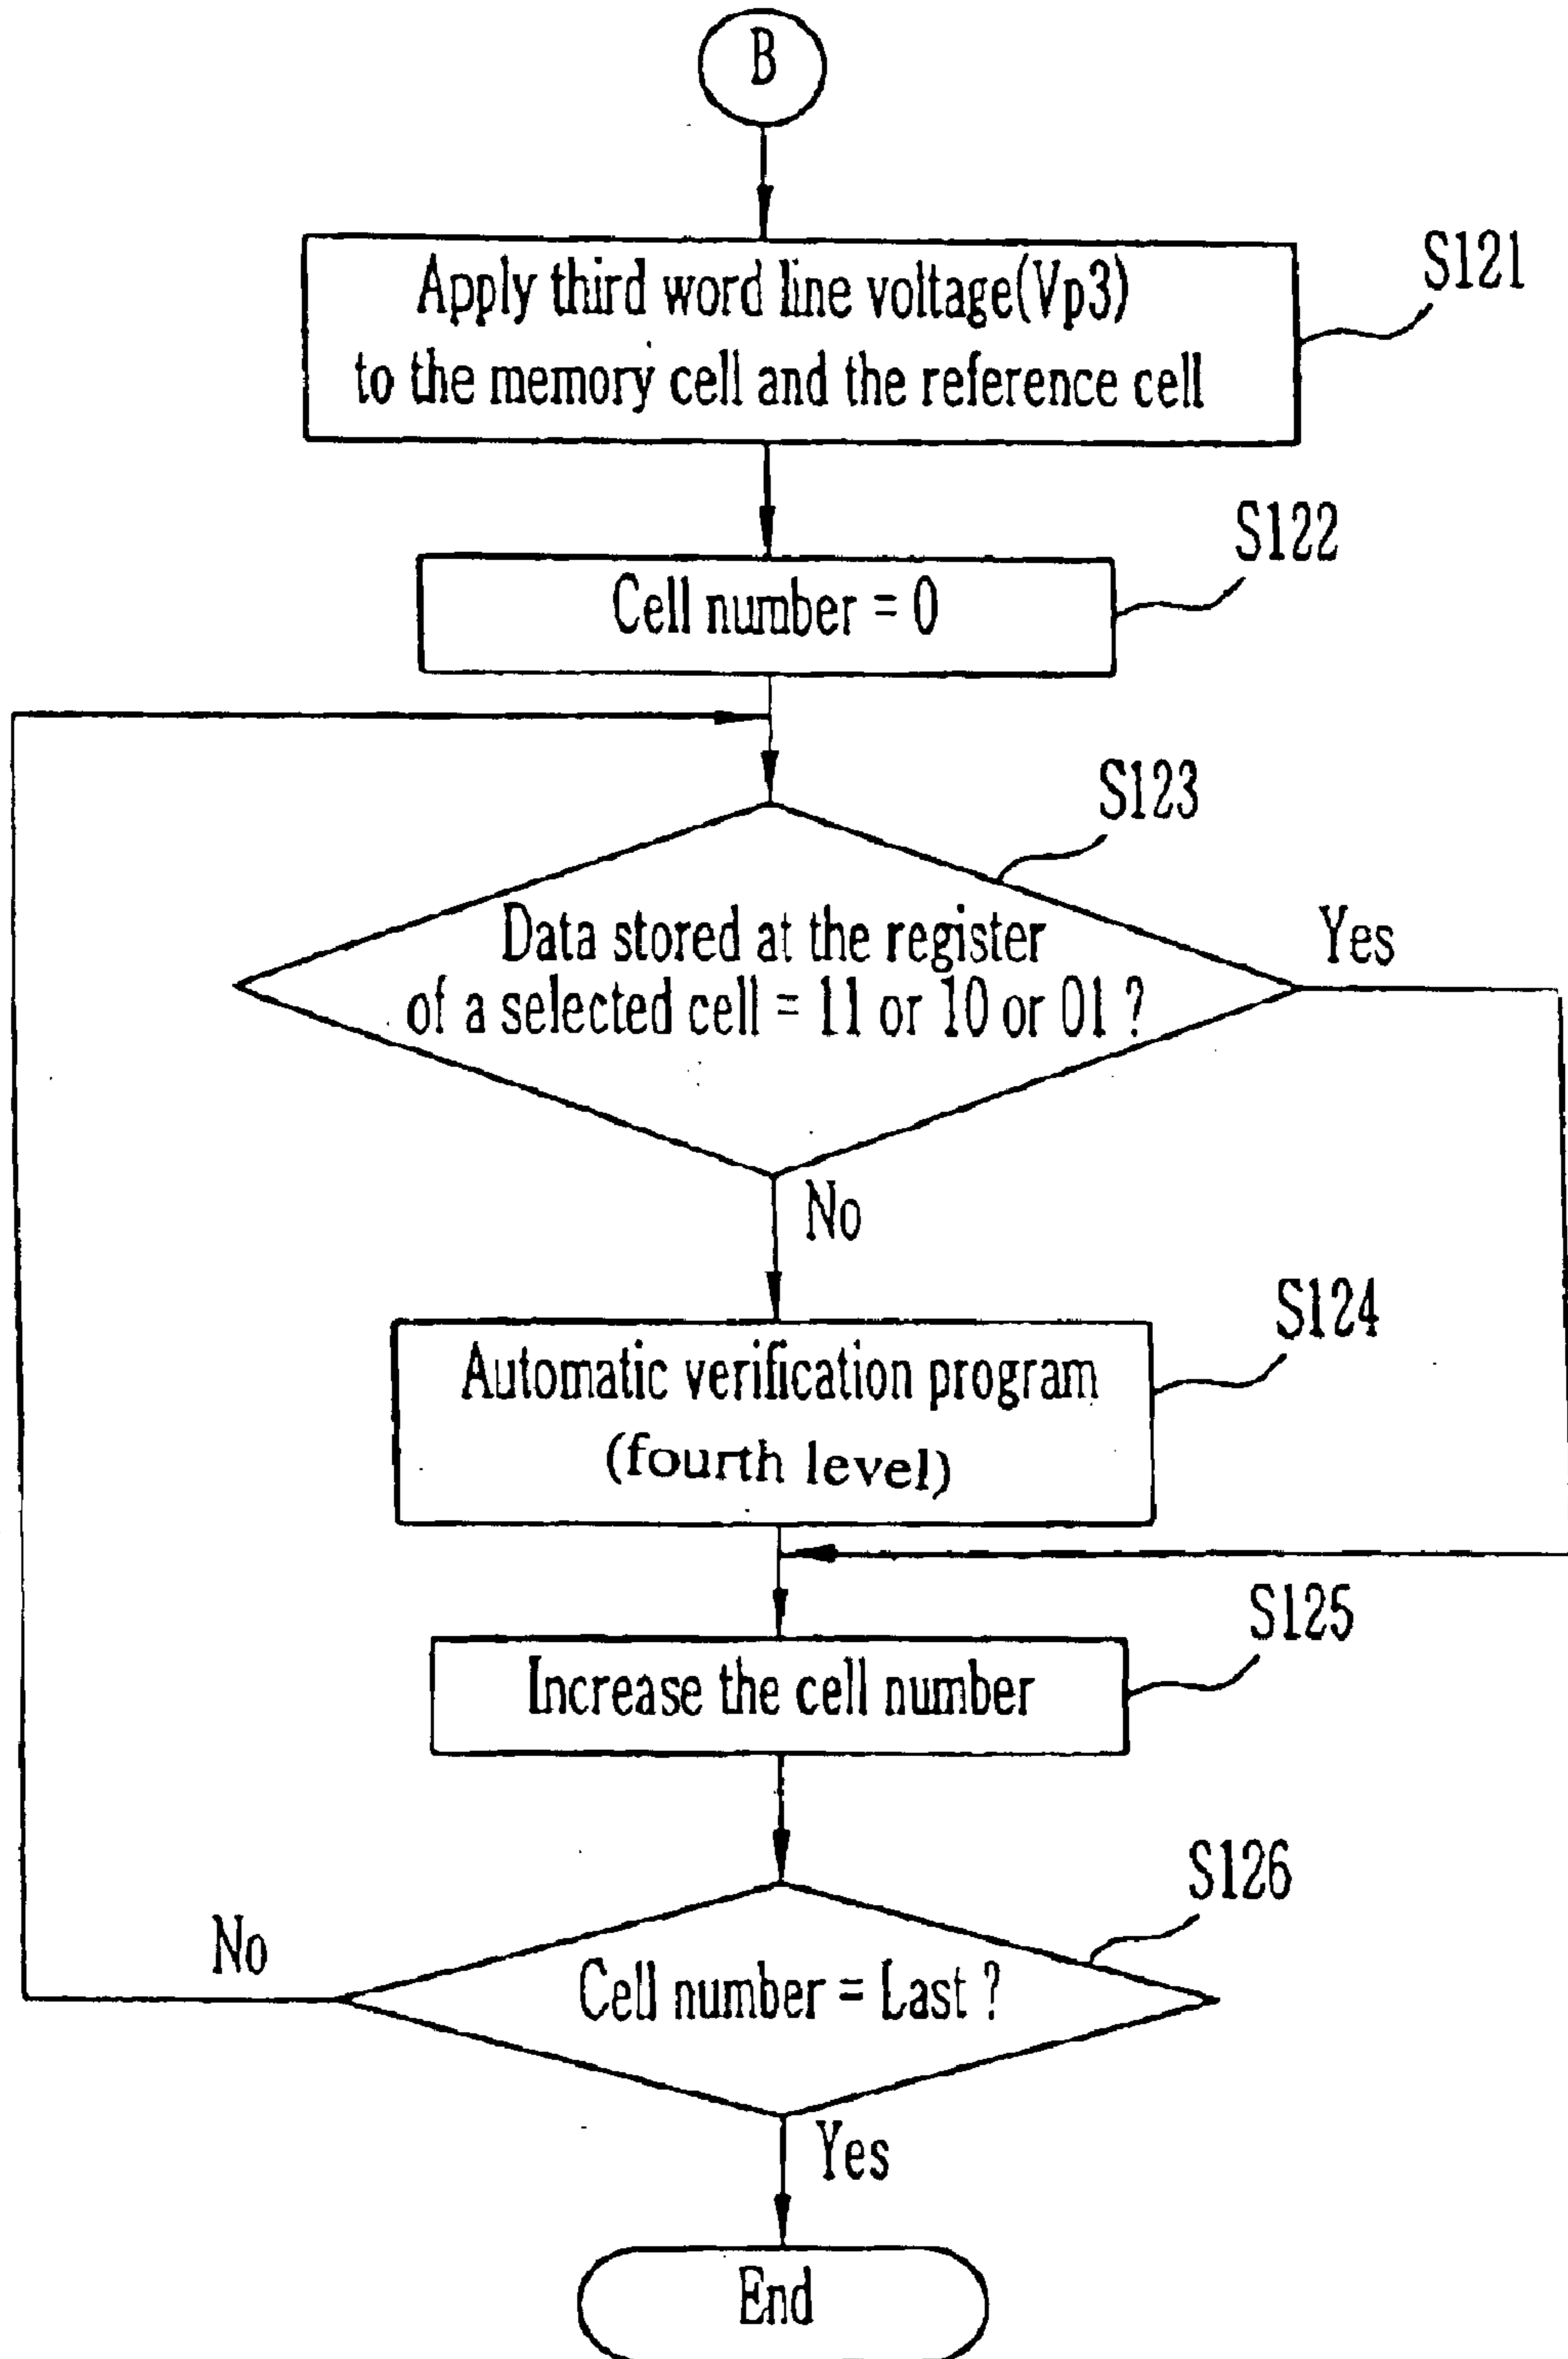 B
Apply third word line voltage(Vp3)
to the memory cell and the reference cell
S121
Cell number = 0
S122
S123
Data stored at the register
of a selected cell = 11 or 10 or 01 ?
Yes
No
Automatic verification program
(fourth level)
S124
Increase the cell number
S125
S126
Cell number = Last ?
No
Yes
End